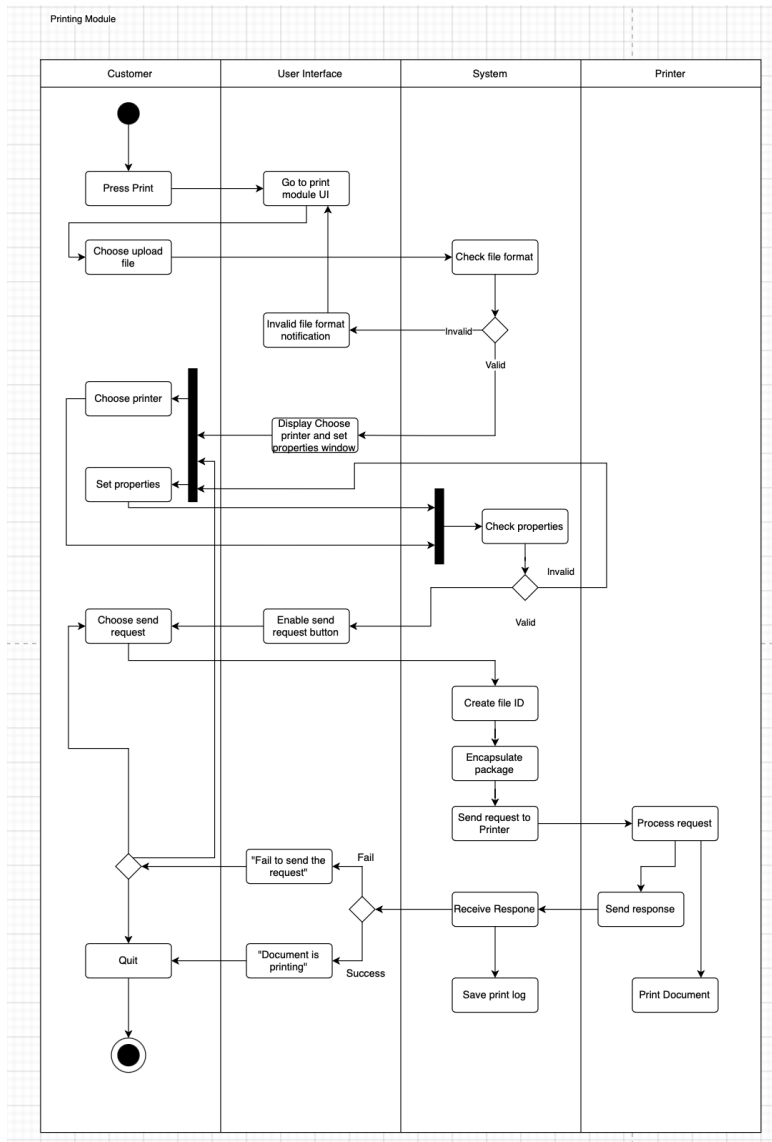 Printing Module
Customer
User Interface
System
Printer
Press Print
Go to print
module UI
Choose upload
file
Check file format
Invalid file format
notification
Invalid
Valid
Choose printer
Display Choose
printer and set
properties window
Set properties
Check properties
Invalid
Valid
Choose send
request
Enable send
request button
Create file ID
Encapsulate
package
Send request to
Printer
Process request
"Fail to send the
request"
Fail
Receive Respone
Send response
Quit
"Document is
printing"
Success
Save print log
Print Document